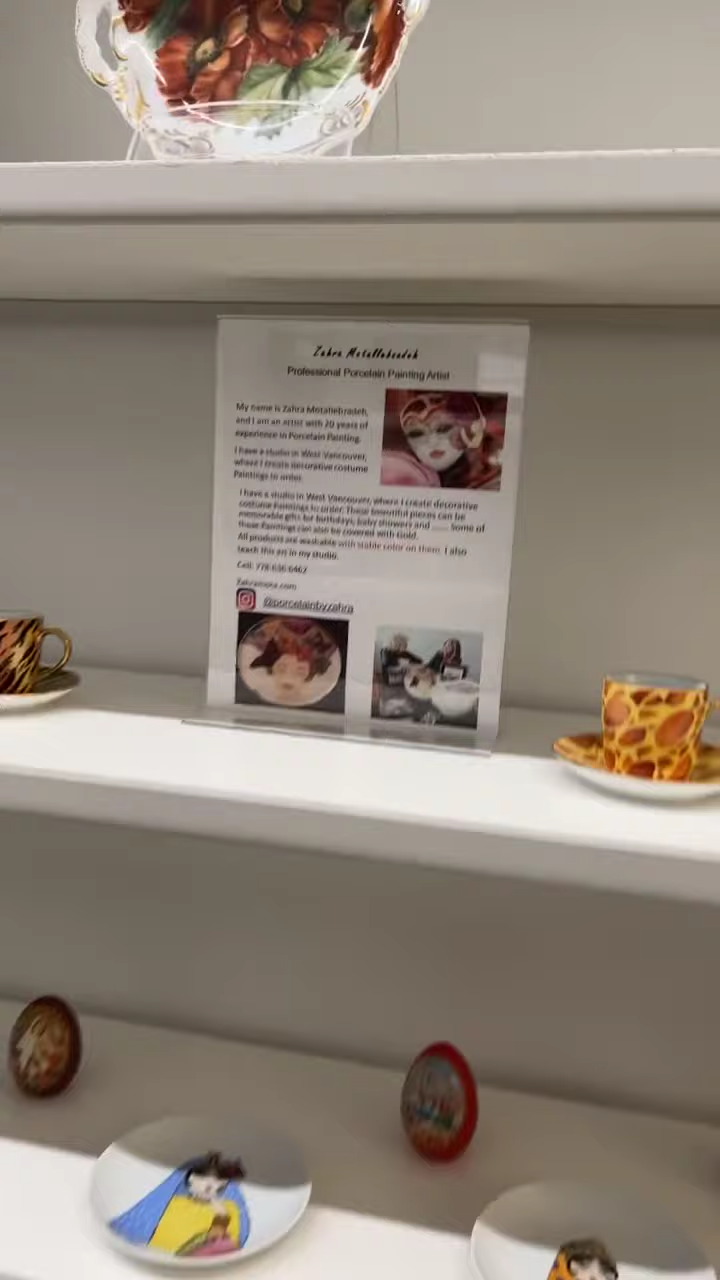 Zahra Motallebzadeh
Professional Porcelain Painting Artist
My name is Zahra Motallebzadeh,
and I am an artist with 20 years of
experience in Porcelain Painting.
I have a studio in West Vancouver,
where I create decorative costume
Paintings to order.
I have a studio in West Vancouver, where I create decorative
costume Paintings to order. These beautiful pieces can be
memorable gifts for birthdays, baby showers and ...... Some of
these Paintings can also be covered with Gold.
All products are washable with stable color on them. I also
teach this art in my studio.
Cell:
@porcelainbyzahra